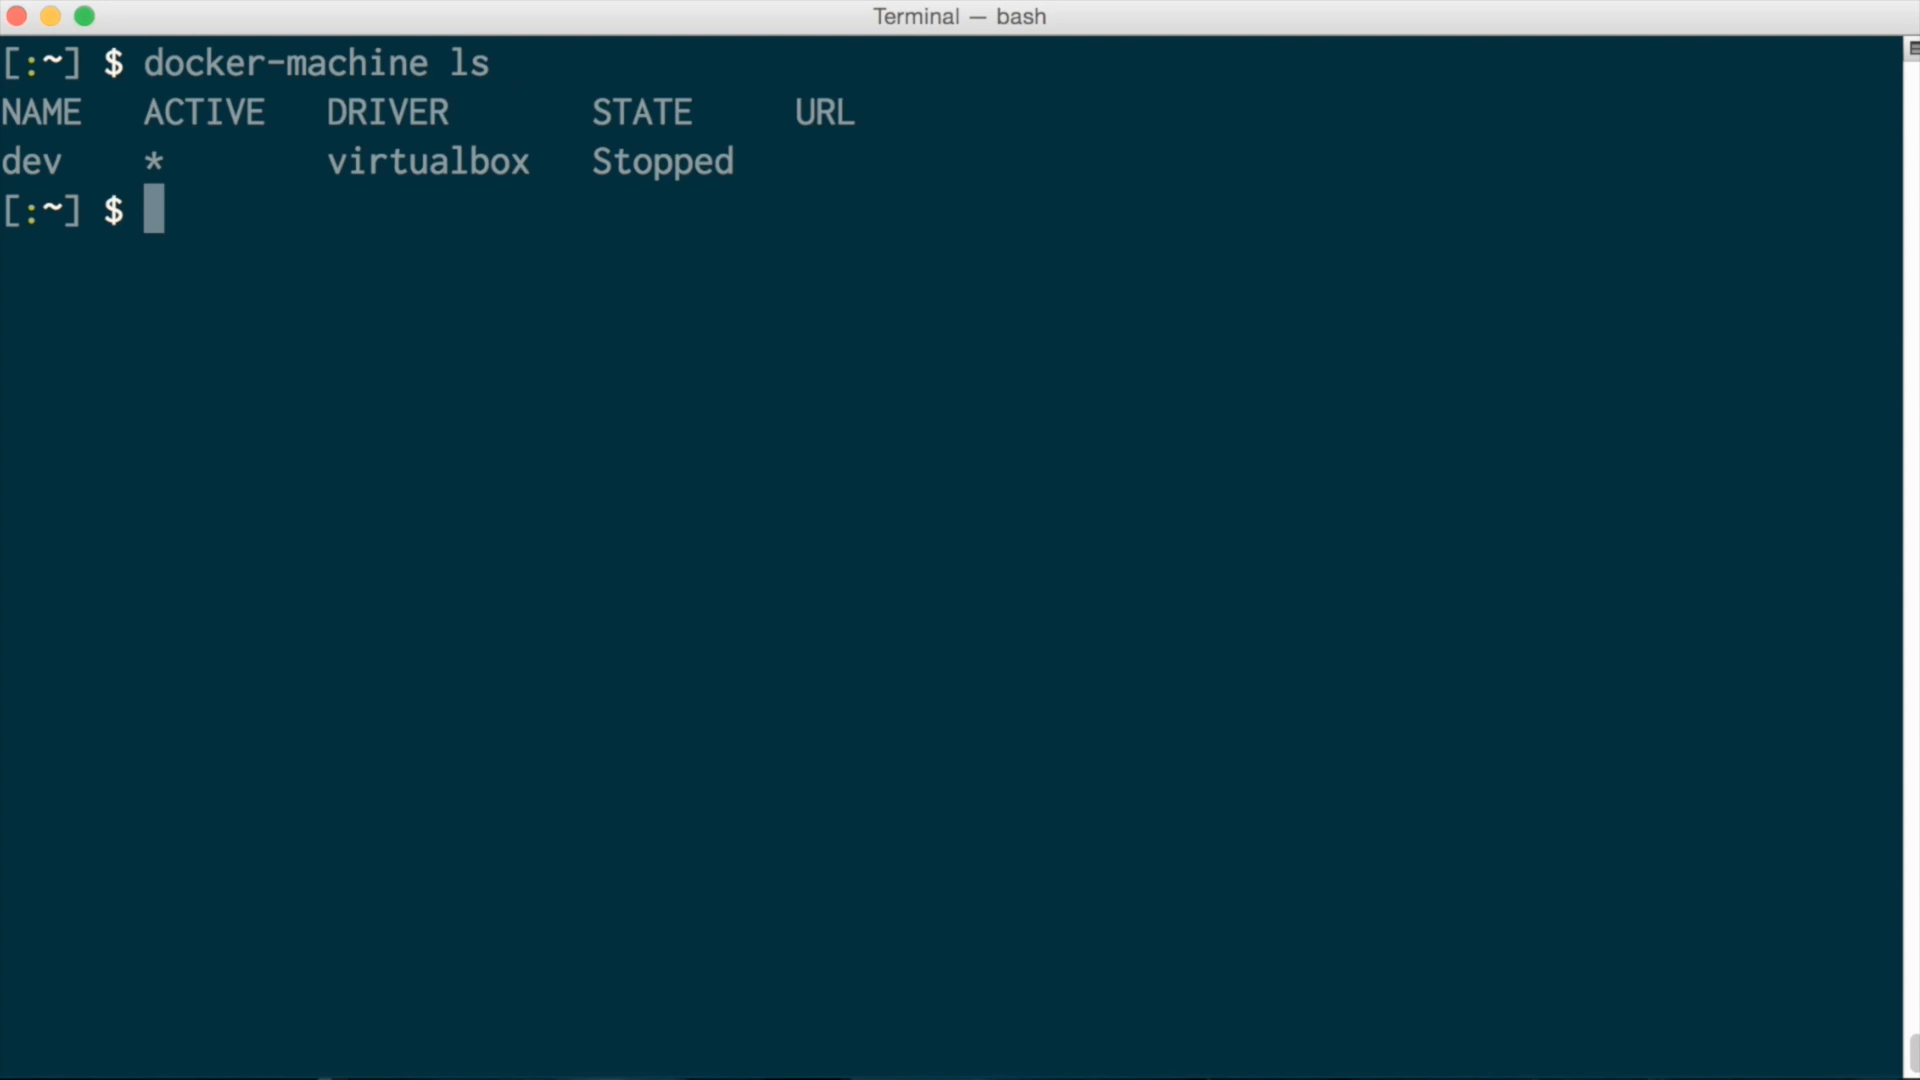 Terminal — bash
[:~] $ docker-machine ls
NAME   ACTIVE   DRIVER       STATE     URL
dev    *        virtualbox   Stopped
[:~] $